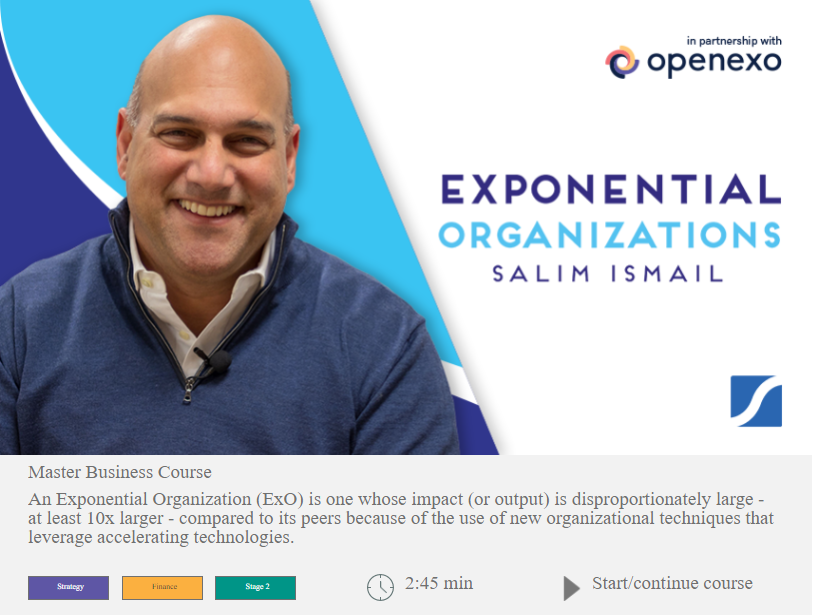 in partnership with
openexo
EXPONENTIAL
ORGANIZATIONS
SALIM ISMAIL
Master Business Course
An Exponential Organization (ExO) is one whose impact (or output) is disproportionately large -
at least 10x larger - compared to its peers because of the use of new organizational techniques that
leverage accelerating technologies.
Strategy
Finance
Stage 2
2:45 min
Start/continue course